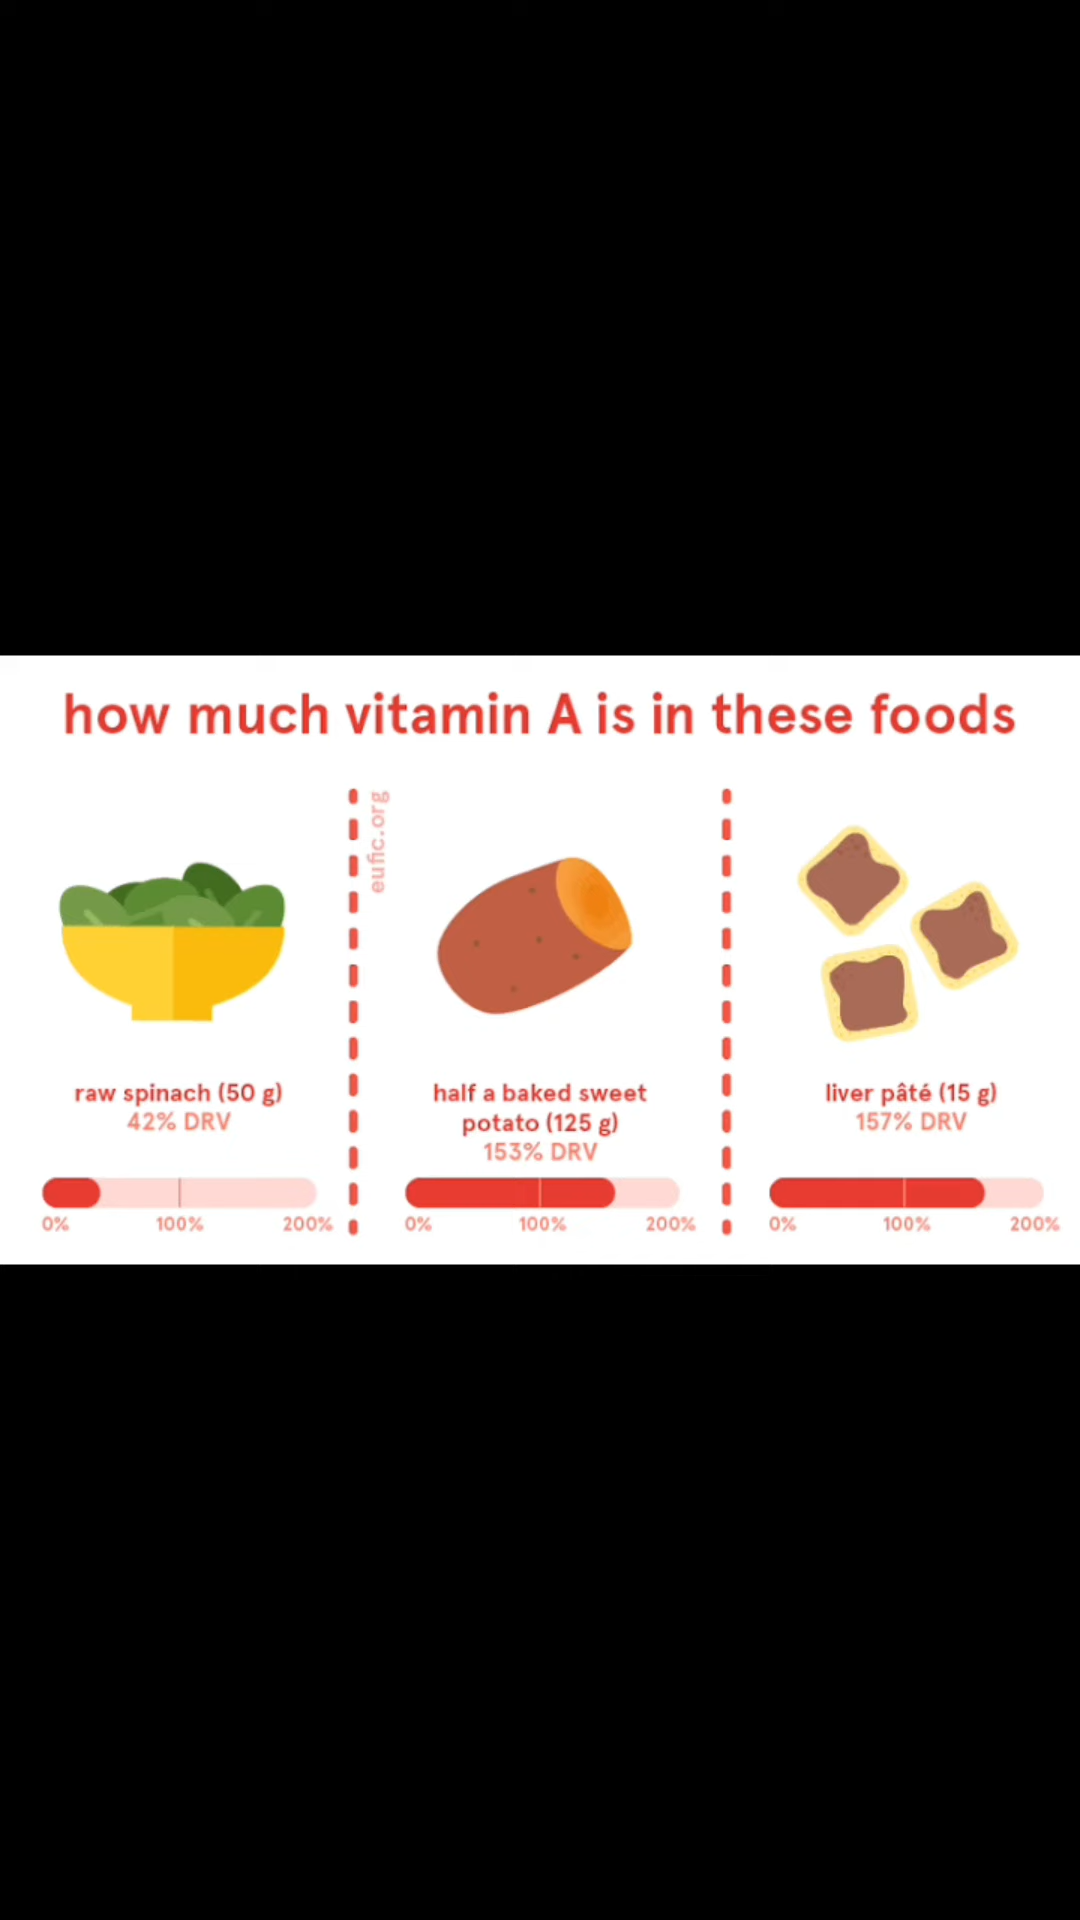 how much vitamin A is in these foods
eufic.org
raw spinach (50 g)
42% DRV
0% 100% 200%
half a baked sweet
potato (125 g)
153% DRV
0% 100% 200%
liver pâté (15 g)
157% DRV
0% 100% 200%